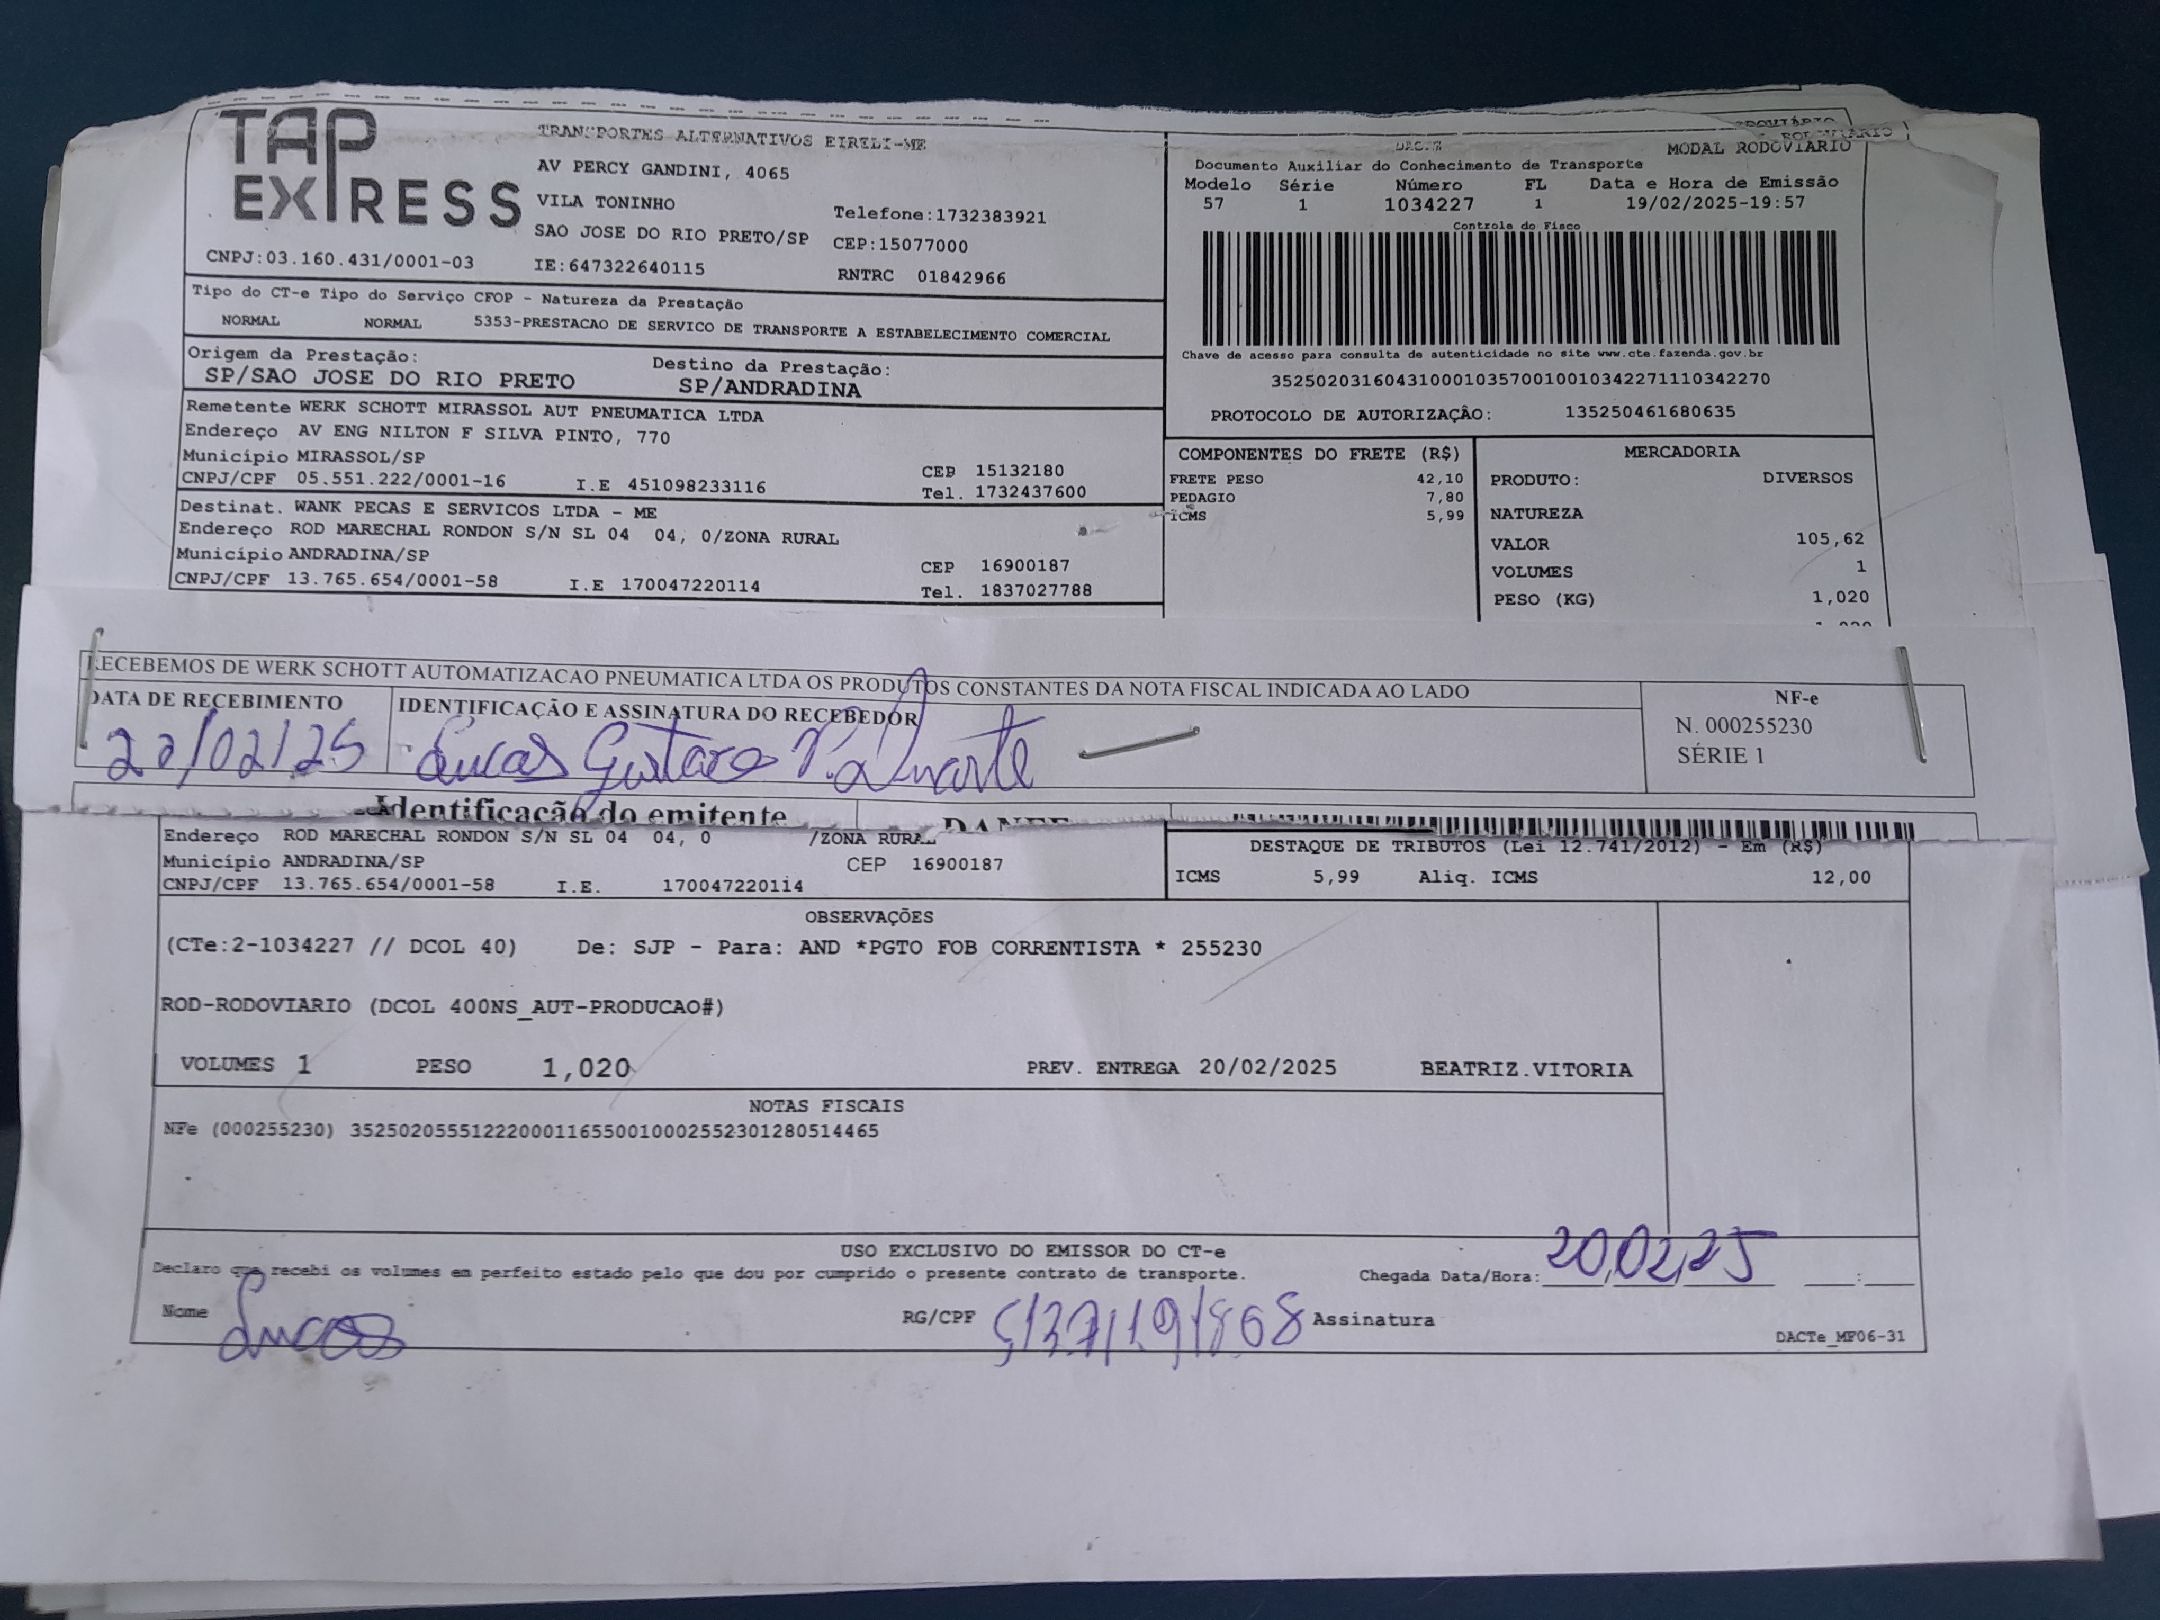 TAP
EXPRESS
TRANSPORTES ALTERNATIVOS EIRELI-ME
AV PERCY GANDINI, 4065
VILA TONINHO
Telefone:1732383921
SAO JOSE DO RIO PRETO/SP
CEP:15077000
CNPJ:03.160.431/0001-03
IE:647322640115
RNTRC 01842966
RODOVIÁRIO
MODAL RODOVIÁRIO
Documento Auxiliar do Conhecimento de Transporte
Modelo Série Número FL Data e Hora de Emissão
57 1 1034227 1 19/02/2025-19:57
Controle do Fisco
Chave de acesso para consulta de autenticidade no site www.cte.fazenda.gov.br
35250203160431000103570010010342271110342270
PROTOCOLO DE AUTORIZAÇÃO: 135250461680635
Tipo do CT-e Tipo do Serviço CFOP - Natureza da Prestação
NORMAL NORMAL 5353-PRESTACAO DE SERVICO DE TRANSPORTE A ESTABELECIMENTO COMERCIAL
Origem da Prestação: Destino da Prestação:
SP/SAO JOSE DO RIO PRETO SP/ANDRADINA
Remetente WERK SCHOTT MIRASSOL AUT PNEUMATICA LTDA
Endereço AV ENG NILTON F SILVA PINTO, 770
Município MIRASSOL/SP CEP 15132180
CNPJ/CPF 05.551.222/0001-16 I.E 451098233116 Tel. 1732437600
Destinat. WANK PECAS E SERVICOS LTDA - ME
Endereço ROD MARECHAL RONDON S/N SL 04 04, 0/ZONA RURAL
Município ANDRADINA/SP CEP 16900187
CNPJ/CPF 13.765.654/0001-58 I.E 170047220114 Tel. 1837027788
COMPONENTES DO FRETE (R$)
FRETE PESO 42,10
PEDAGIO 7,80
ICMS 5,99
MERCADORIA
PRODUTO: DIVERSOS
NATUREZA
VALOR 105,62
VOLUMES 1
PESO (KG) 1,020
RECEBEMOS DE WERK SCHOTT AUTOMATIZACAO PNEUMATICA LTDA OS PRODUTOS CONSTANTES DA NOTA FISCAL INDICADA AO LADO
DATA DE RECEBIMENTO IDENTIFICAÇÃO E ASSINATURA DO RECEBEDOR
Lucas Gustavo P. Duarte
NF-e
N. 000255230
SÉRIE 1
Identificação do emitente
DANFE
Endereço ROD MARECHAL RONDON S/N SL 04 04, 0 /ZONA RURAL
Município ANDRADINA/SP CEP 16900187
CNPJ/CPF 13.765.654/0001-58 I.E. 170047220114
DESTAQUE DE TRIBUTOS (Lei 12.741/2012) - Em (R$)
ICMS 5,99 Aliq. ICMS 12,00
OBSERVAÇÕES
(CTe:2-1034227 // DCOL 40) De: SJP - Para: AND *PGTO FOB CORRENTISTA * 255230
ROD-RODOVIARIO (DCOL 400NS_AUT-PRODUCAO#)
VOLUMES 1 PESO 1,020 PREV. ENTREGA 20/02/2025 BEATRIZ.VITORIA
NOTAS FISCAIS
NFe (000255230) 35250205551222000116550010002552301280514465
USO EXCLUSIVO DO EMISSOR DO CT-e
Declaro que recebi os volumes em perfeito estado pelo que dou por cumprido o presente contrato de transporte.
Chegada Data/Hora: 20,02,25 :
Nome Lucas RG/CPF Assinatura
DACTe_MF06-31